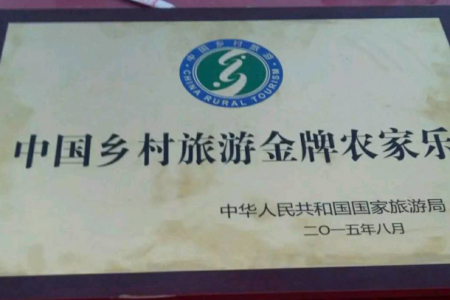 中国乡村旅游
CHINA RURAL TOURISM
中国乡村旅游金牌农家乐
中华人民共和国国家旅游局
二〇一五年八月